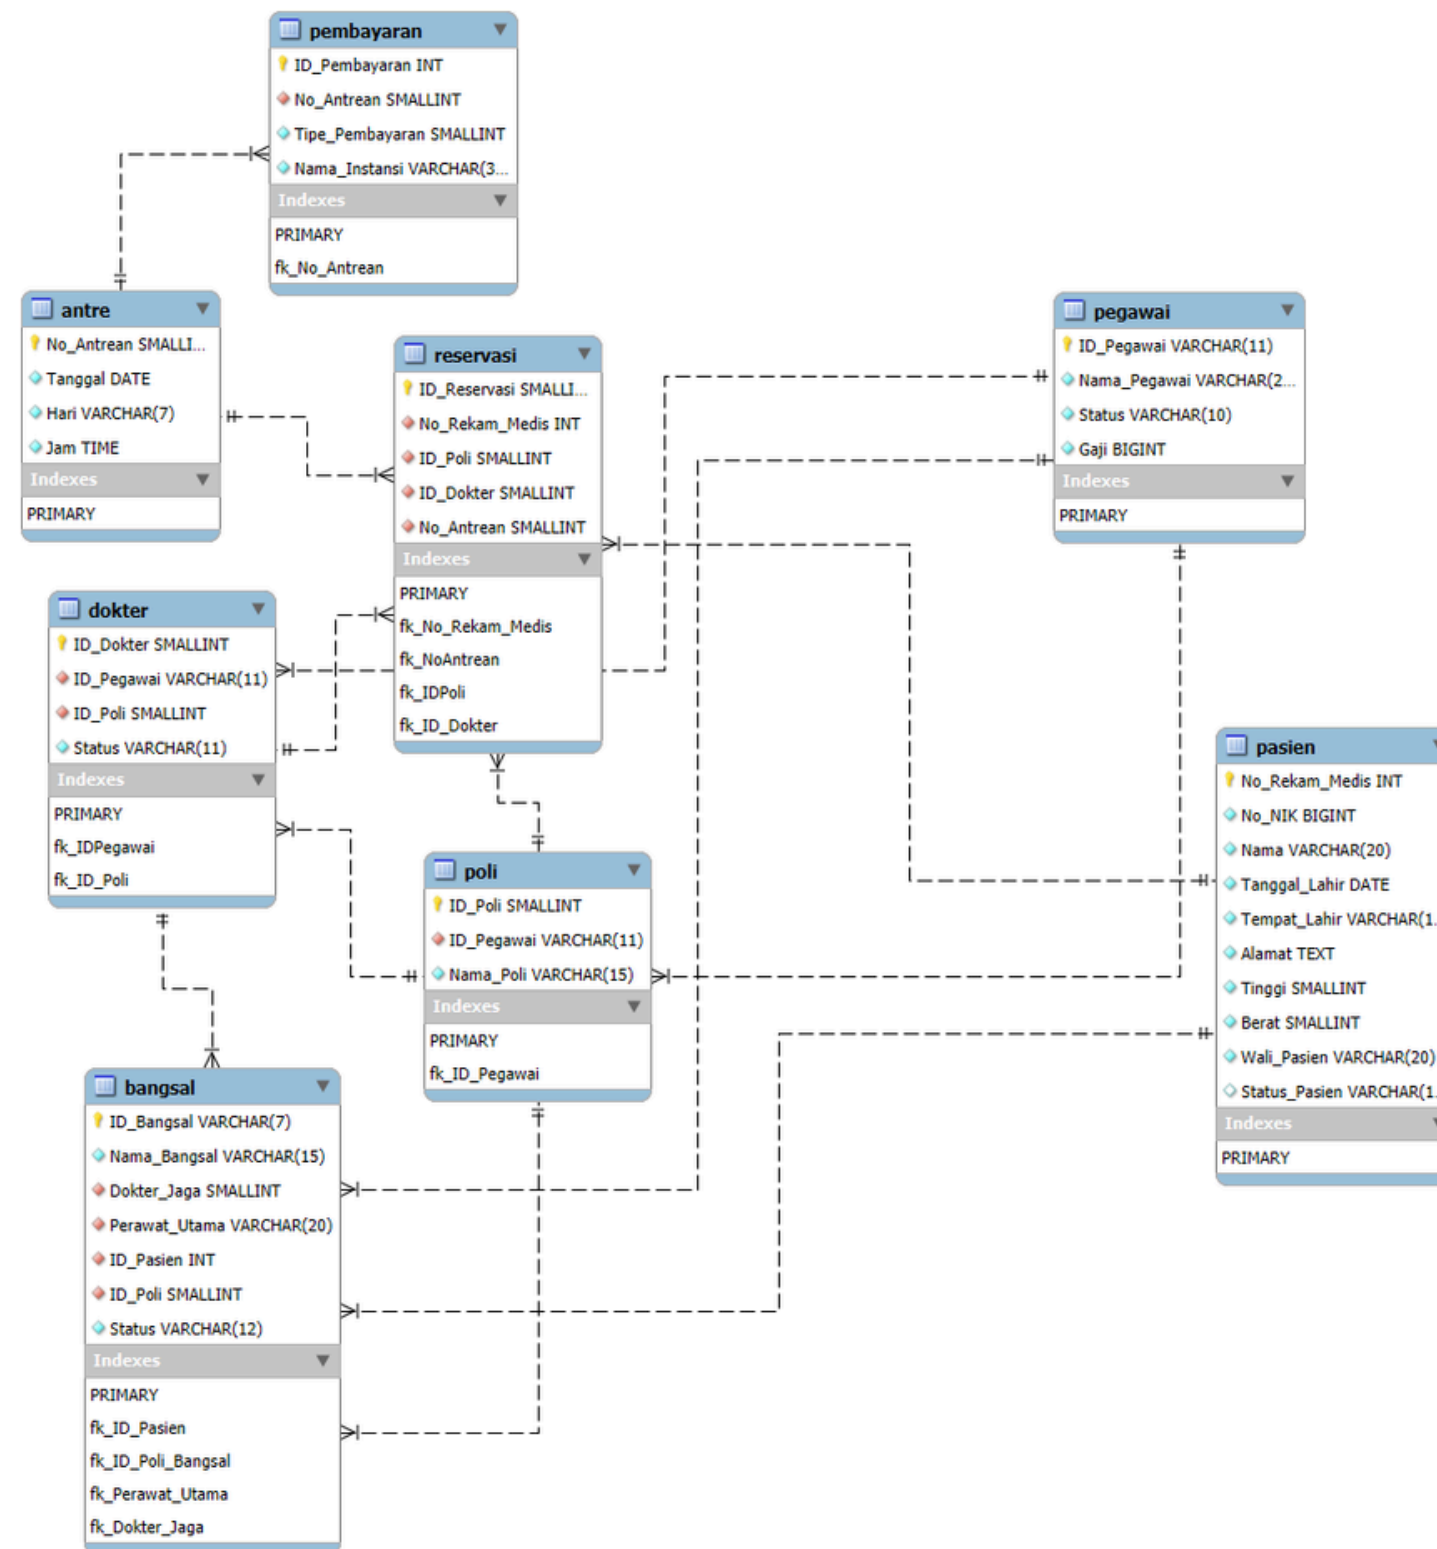 pembayaran
ID_Pembayaran INT
No_Antrean SMALLINT
Tipe_Pembayaran SMALLINT
Nama_Instansi VARCHAR(3...
Indexes
PRIMARY
fk_No_Antrean
antre
No_Antrean SMALLI...
Tanggal DATE
Hari VARCHAR(7)
Jam TIME
Indexes
PRIMARY
reservasi
ID_Reservasi SMALLI...
No_Rekam_Medis INT
ID_Poli SMALLINT
ID_Dokter SMALLINT
No_Antrean SMALLINT
Indexes
PRIMARY
fk_No_Rekam_Medis
fk_NoAntrean
fk_IDPoli
fk_ID_Dokter
pegawai
ID_Pegawai VARCHAR(11)
Nama_Pegawai VARCHAR(2...
Status VARCHAR(10)
Gaji BIGINT
Indexes
PRIMARY
dokter
ID_Dokter SMALLINT
ID_Pegawai VARCHAR(11)
ID_Poli SMALLINT
Status VARCHAR(11)
Indexes
PRIMARY
fk_IDPegawai
fk_ID_Poli
poli
ID_Poli SMALLINT
ID_Pegawai VARCHAR(11)
Nama_Poli VARCHAR(15)
Indexes
PRIMARY
fk_ID_Pegawai
pasien
No_Rekam_Medis INT
No_NIK BIGINT
Nama VARCHAR(20)
Tanggal_Lahir DATE
Tempat_Lahir VARCHAR(1.
Alamat TEXT
Tinggi SMALLINT
Berat SMALLINT
Wali_Pasien VARCHAR(20)
Status_Pasien VARCHAR(1.
Indexes
PRIMARY
bangsal
ID_Bangsal VARCHAR(7)
Nama_Bangsal VARCHAR(15)
Dokter_Jaga SMALLINT
Perawat_Utama VARCHAR(20)
ID_Pasien INT
ID_Poli SMALLINT
Status VARCHAR(12)
Indexes
PRIMARY
fk_ID_Pasien
fk_ID_Poli_Bangsal
fk_Perawat_Utama
fk_Dokter_Jaga